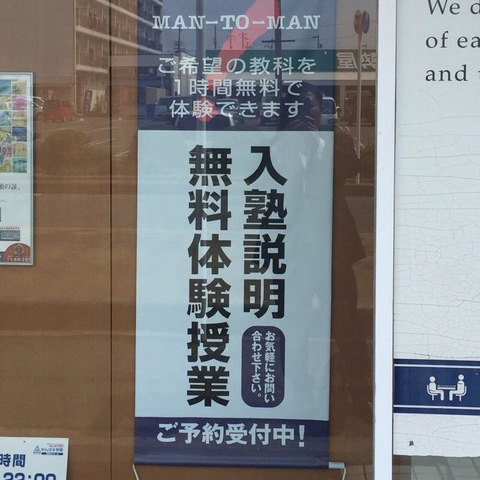 MAN-TO-MAN
ご希望の教科を
1時間無料で
体験できます
入塾説明
無料体験授業
お気軽にお問い
合わせ下さい。
ご予約受付中!
We d
of ea
and
時間